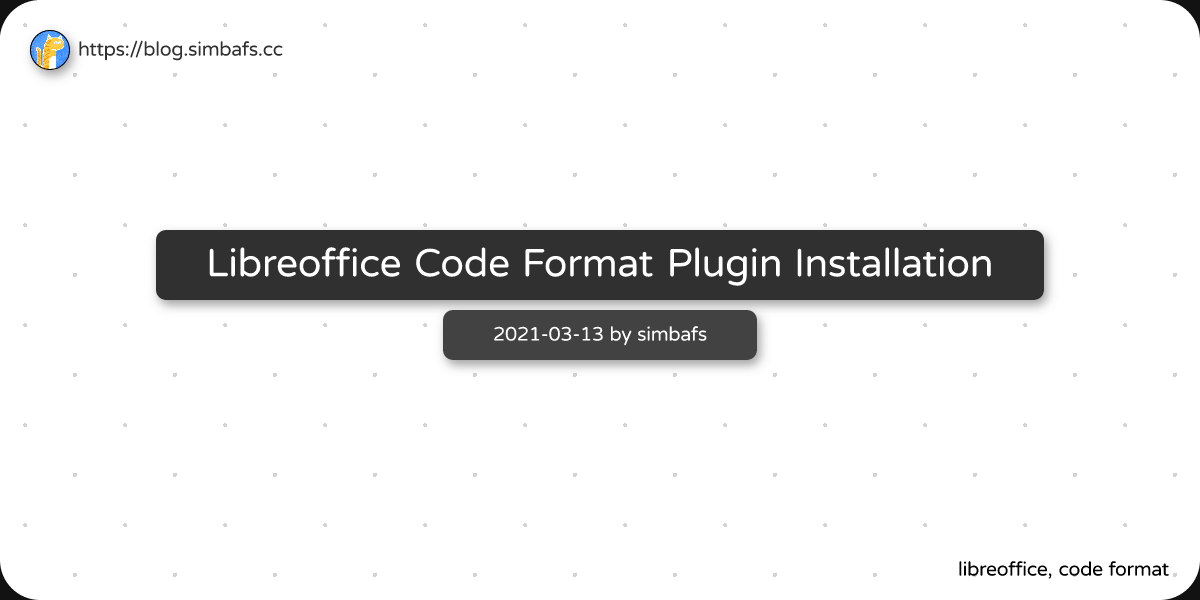 https://blog.simbafs.cc
Libreoffice Code Format Plugin Installation
2021-03-13 by simbafs
libreoffice, code format